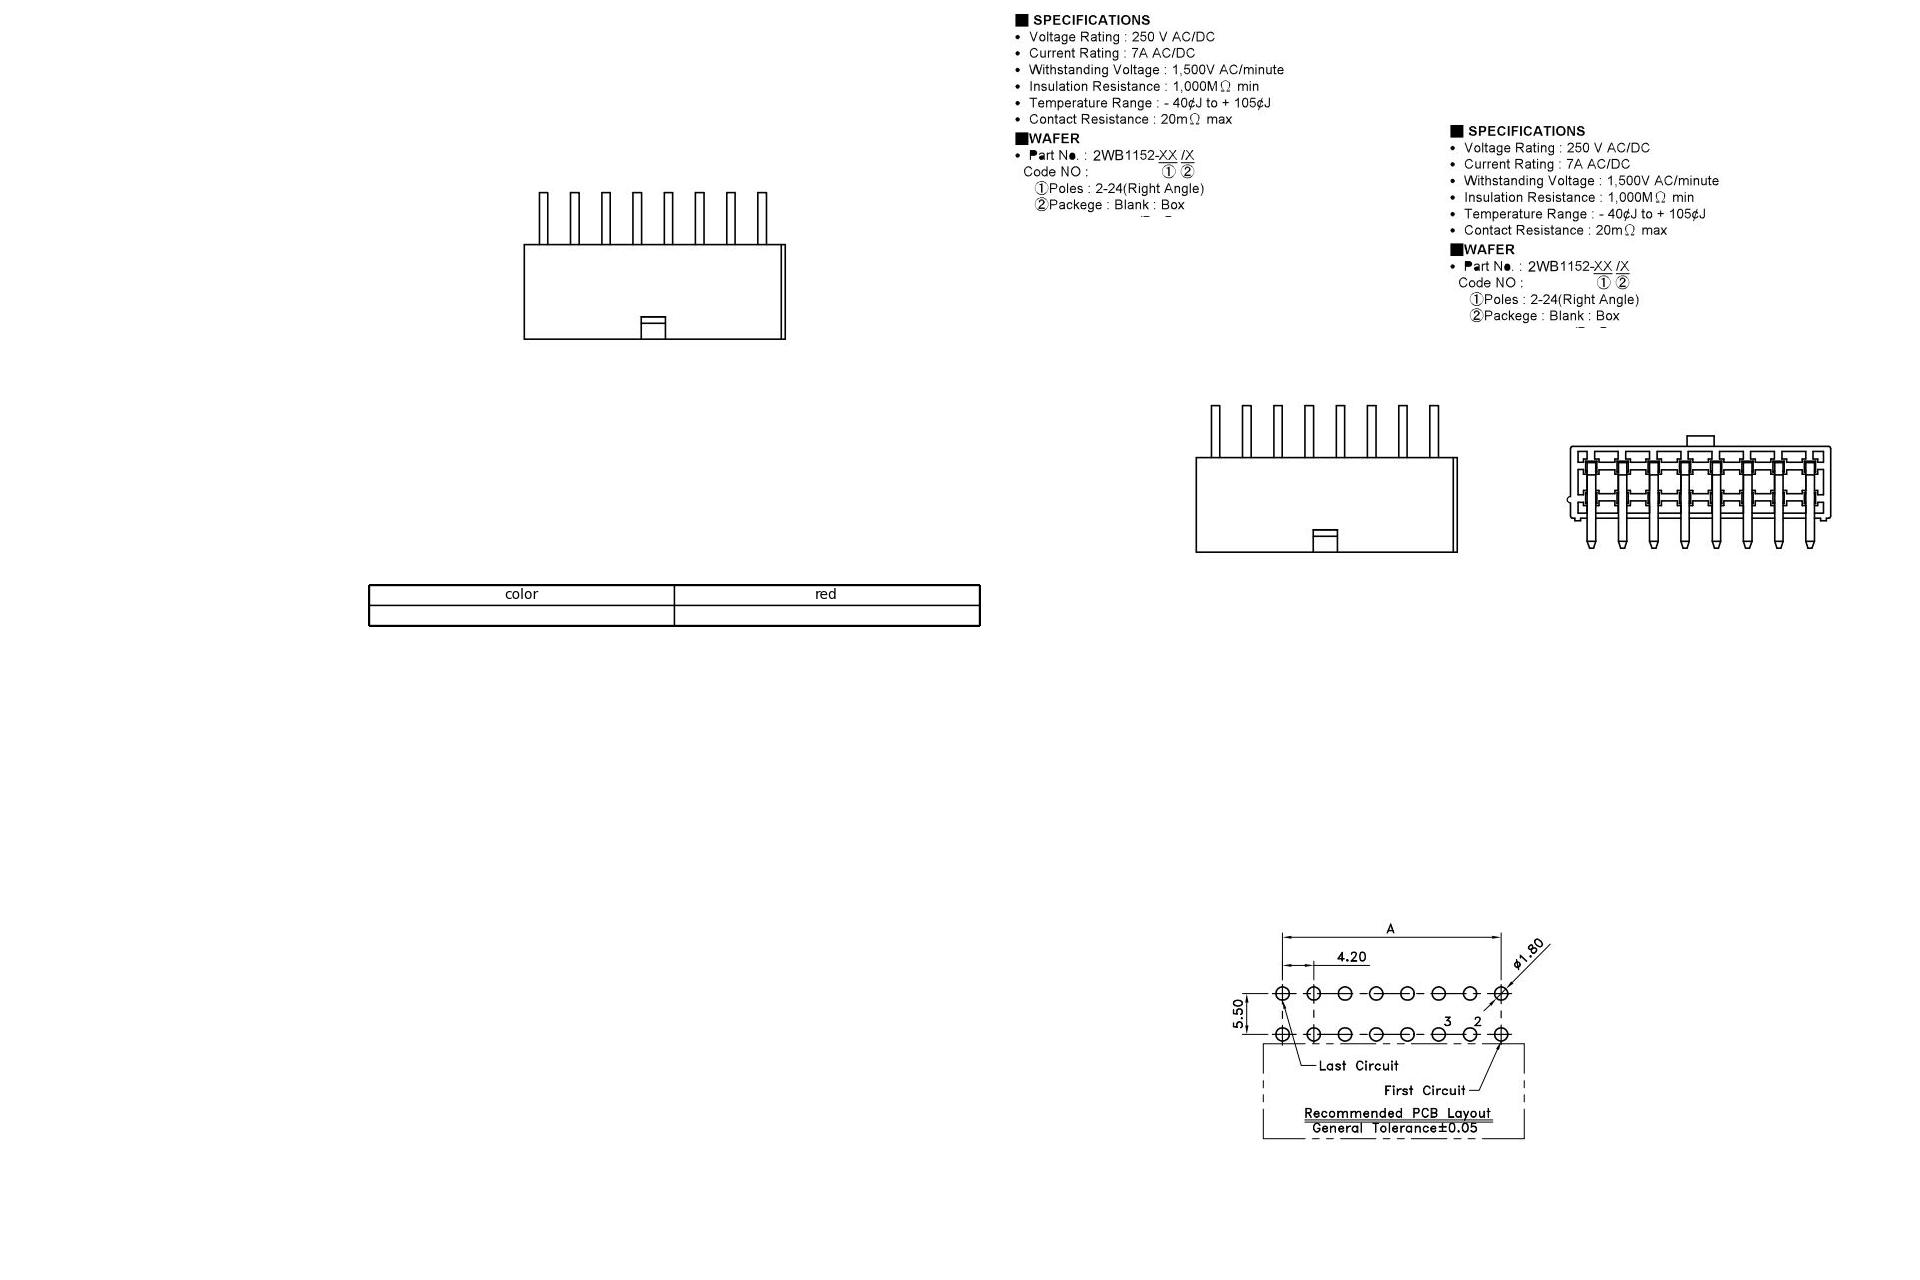 ■ SPECIFICATIONS
• Voltage Rating : 250 V AC/DC
• Current Rating : 7A AC/DC
• Withstanding Voltage : 1,500V AC/minute
• Insulation Resistance : 1,000MΩ min
• Temperature Range : - 40¢J to + 105¢J
• Contact Resistance : 20mΩ max
■WAFER
• Part No. : 2WB1152-XX /X
Code NO : ① ②
①Poles : 2-24(Right Angle)
②Packege : Blank : Box
■ SPECIFICATIONS
• Voltage Rating : 250 V AC/DC
• Current Rating : 7A AC/DC
• Withstanding Voltage : 1,500V AC/minute
• Insulation Resistance : 1,000MΩ min
• Temperature Range : - 40¢J to + 105¢J
• Contact Resistance : 20mΩ max
■WAFER
• Part No. : 2WB1152-XX /X
Code NO : ① ②
①Poles : 2-24(Right Angle)
②Packege : Blank : Box
color red
A
4.20
ø1.80
5.50
3 2
Last Circuit
First Circuit
Recommended PCB Layout
General Tolerance±0.05